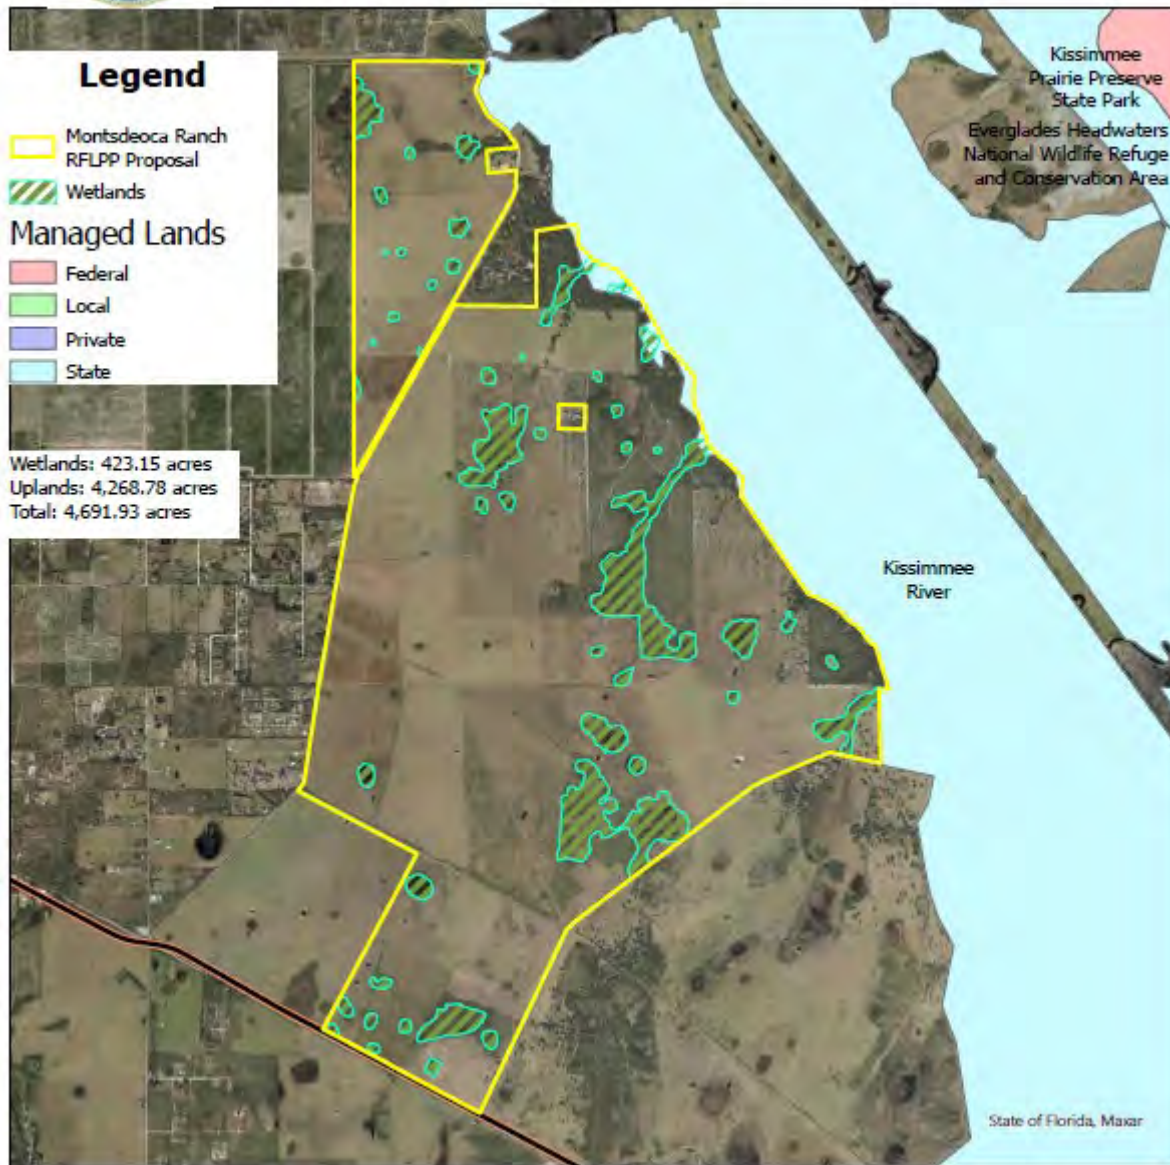 Legend
Montsdeoca Ranch
RFLPP Proposal
Wetlands
Managed Lands
Federal
Local
Private
State
Wetlands: 423.15 acres
Uplands: 4,268.78 acres
Total: 4,691.93 acres
Kissimmee
Prairie Preserve
State Park
Everglades Headwaters
National Wildlife Refuge
and Conservation Area
Kissimmee
River
State of Florida, Maxar